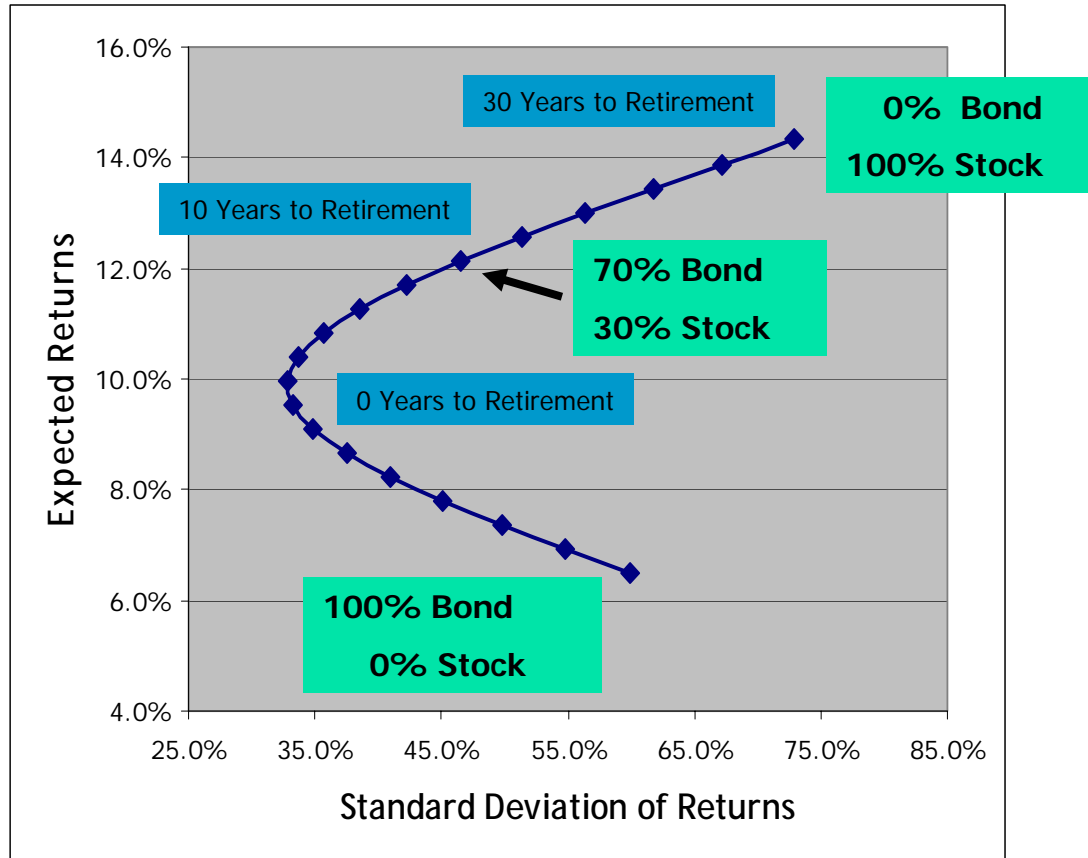 16.0%
30 Years to Retirement
0% Bond
100% Stock
14.0%
10 Years to Retirement
12.0%
70% Bond
30% Stock
Expected Returns
10.0%
0 Years to Retirement
8.0%
6.0%
100% Bond
0% Stock
4.0%
25.0% 35.0% 45.0% 55.0% 65.0% 75.0% 85.0%
Standard Deviation of Returns